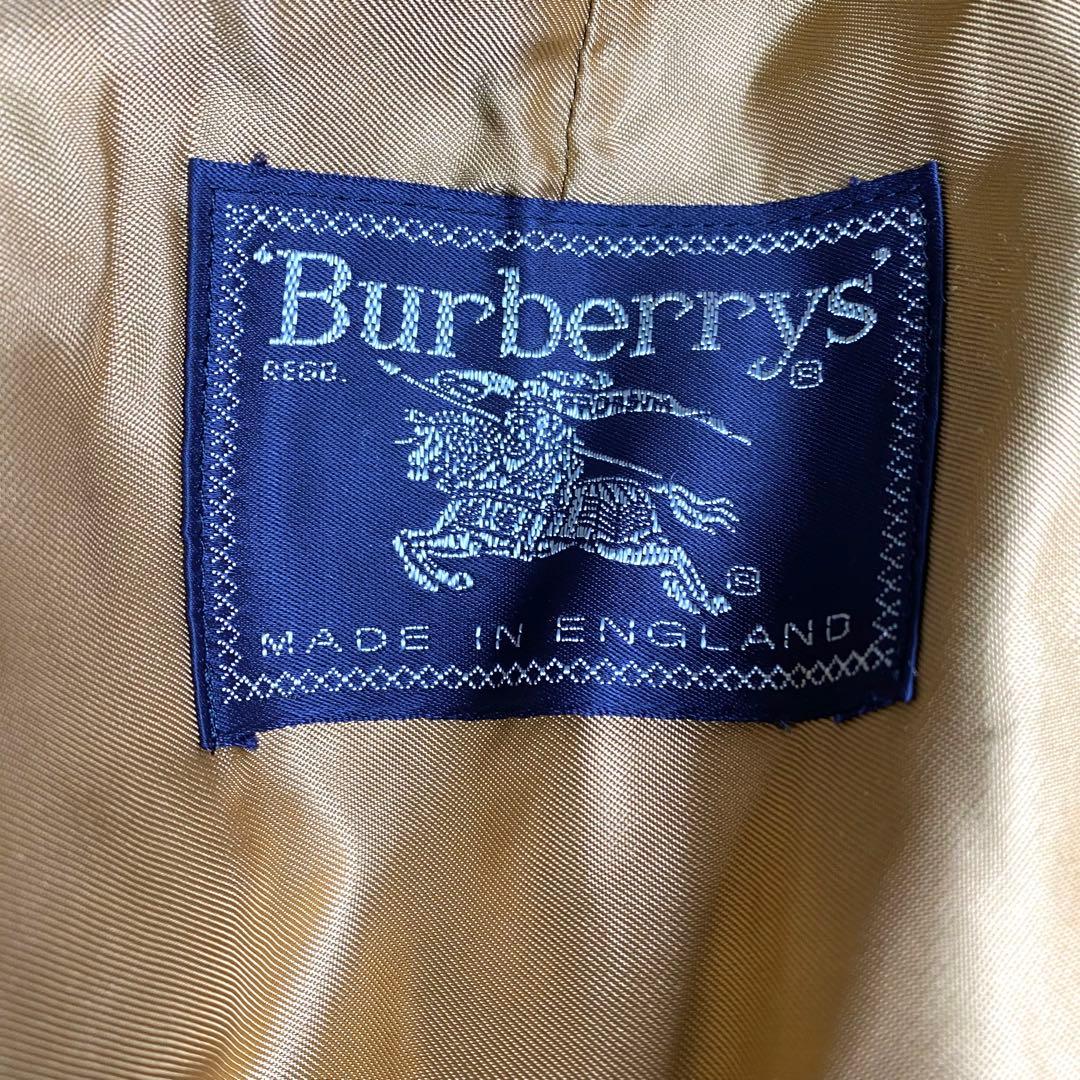 'Burberrys'
REGD. ®
®
MADE IN ENGLAND